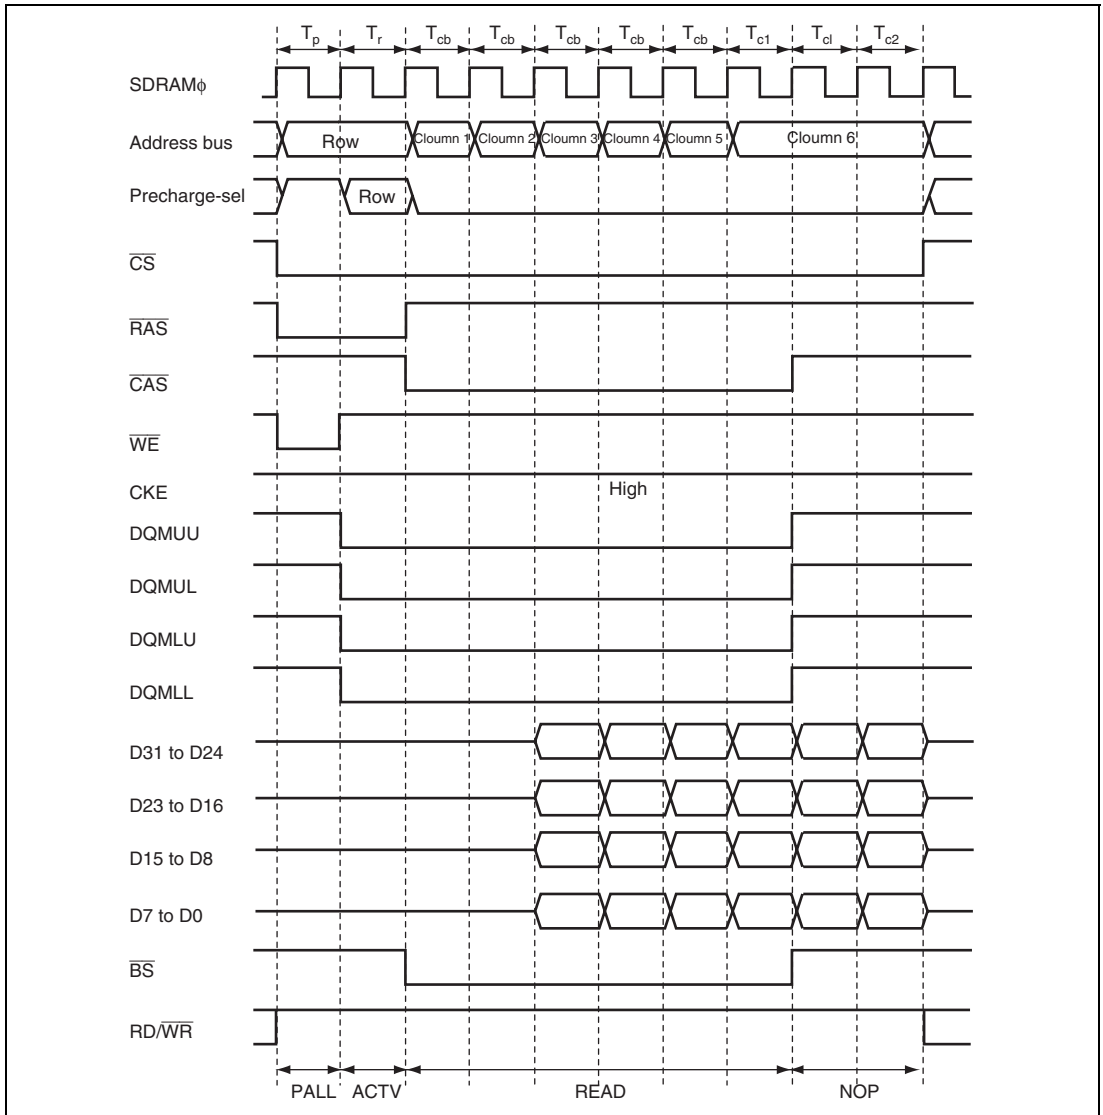 Tp Tr Tcb Tcb Tcb Tcb Tcb Tc1 Tcl Tc2
SDRAMϕ
Address bus Row Cloumn 1 Cloumn 2 Cloumn 3 Cloumn 4 Cloumn 5 Cloumn 6
Precharge-sel Row
CS
RAS
CAS
WE
CKE High
DQMUU
DQMUL
DQMLU
DQMLL
D31 to D24
D23 to D16
D15 to D8
D7 to D0
BS
RD/WR
PALL ACTV READ NOP